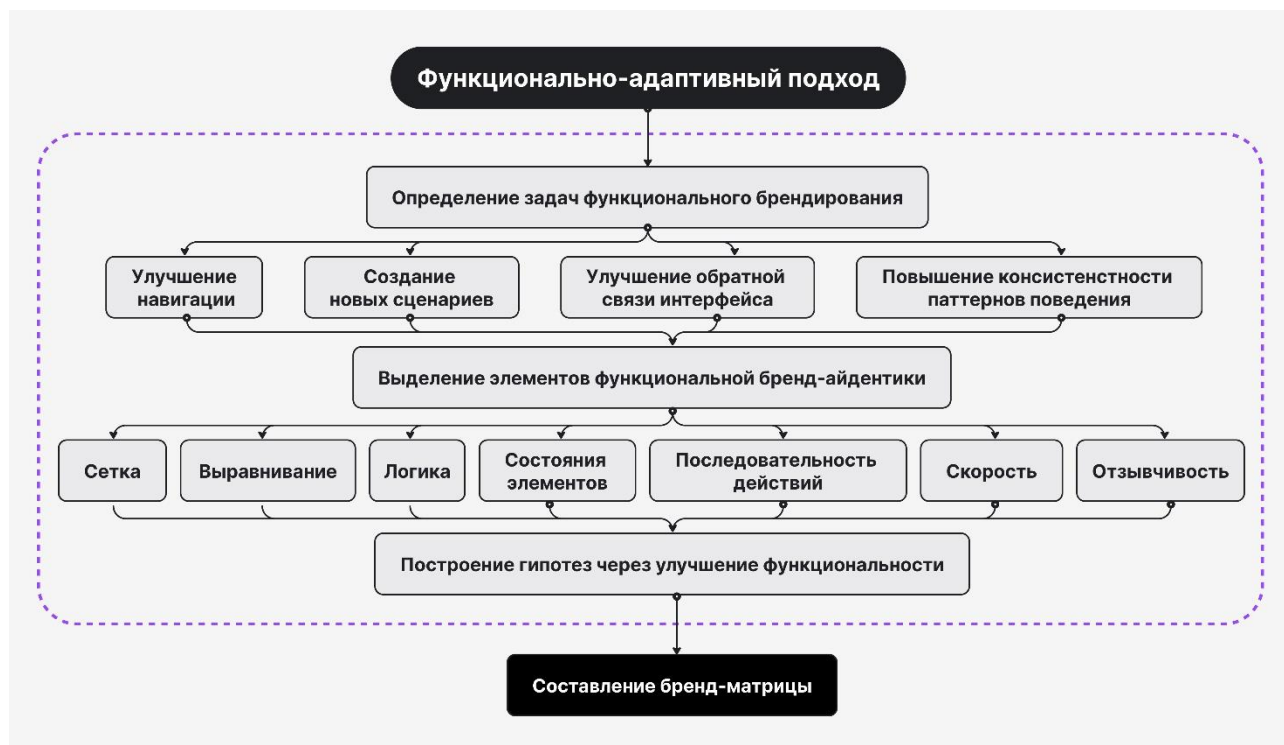 Функционально-адаптивный подход
Определение задач функционального брендирования
Улучшение
навигации
Создание
новых сценариев
Улучшение обратной
связи интерфейса
Повышение консистенстности
паттернов поведения
Выделение элементов функциональной бренд-айдентики
Сетка
Выравнивание
Логика
Состояния
элементов
Последовательность
действий
Скорость
Отзывчивость
Построение гипотез через улучшение функциональности
Составление бренд-матрицы